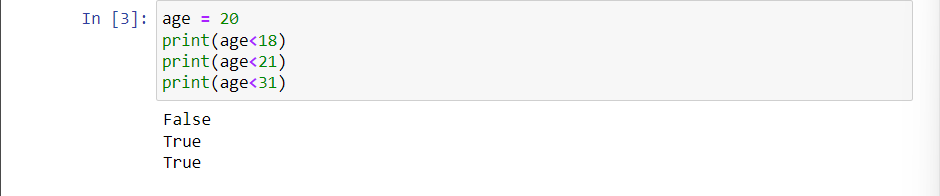 In [3]: age = 20
print(age<18)
print(age<21)
print(age<31)
False
True
True